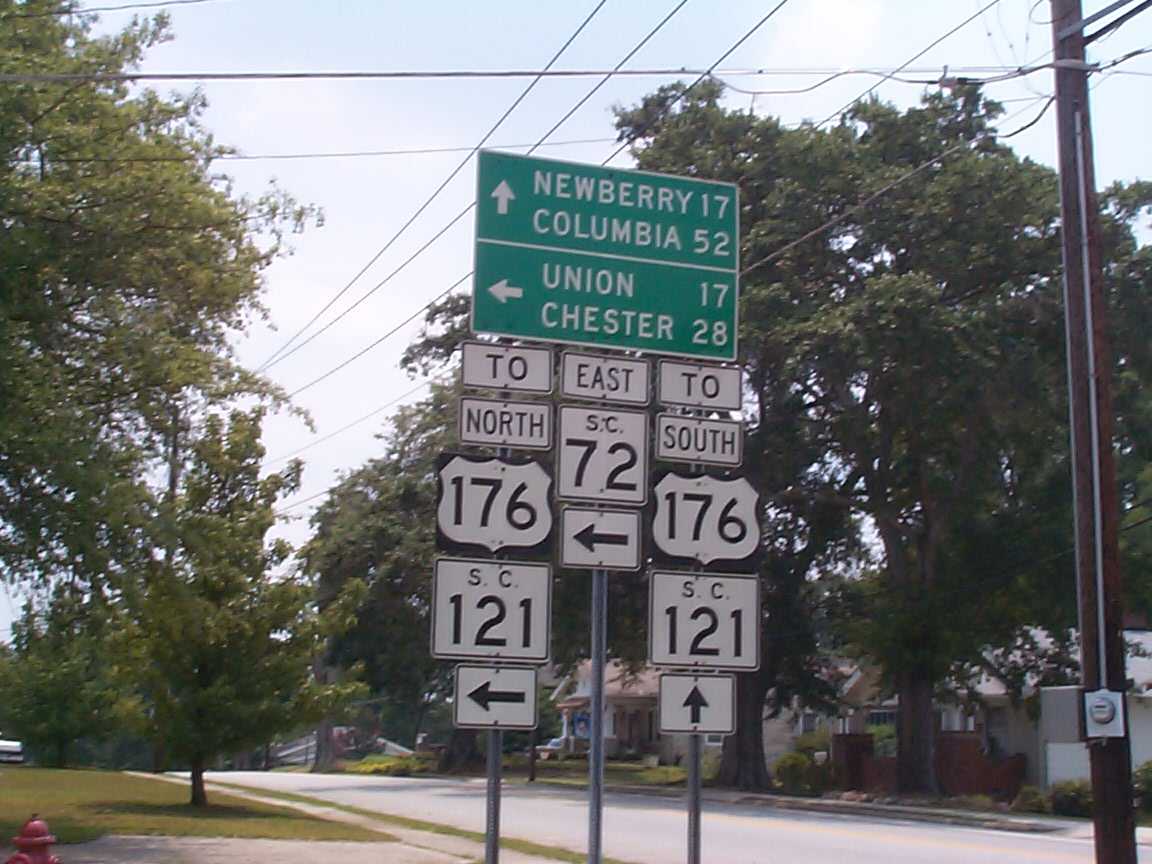 NEWBERRY 17
COLUMBIA 52
UNION 17
CHESTER 28
TO
NORTH
176
S.C.
121
EAST
S.C.
72
TO
SOUTH
176
S.C.
121